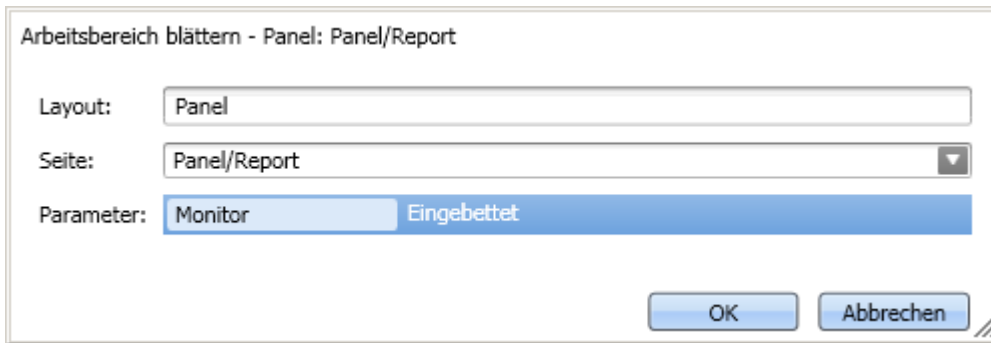 Arbeitsbereich blättern - Panel: Panel/Report
Layout: Panel
Seite: Panel/Report
Parameter: Monitor Eingebettet
OK Abbrechen